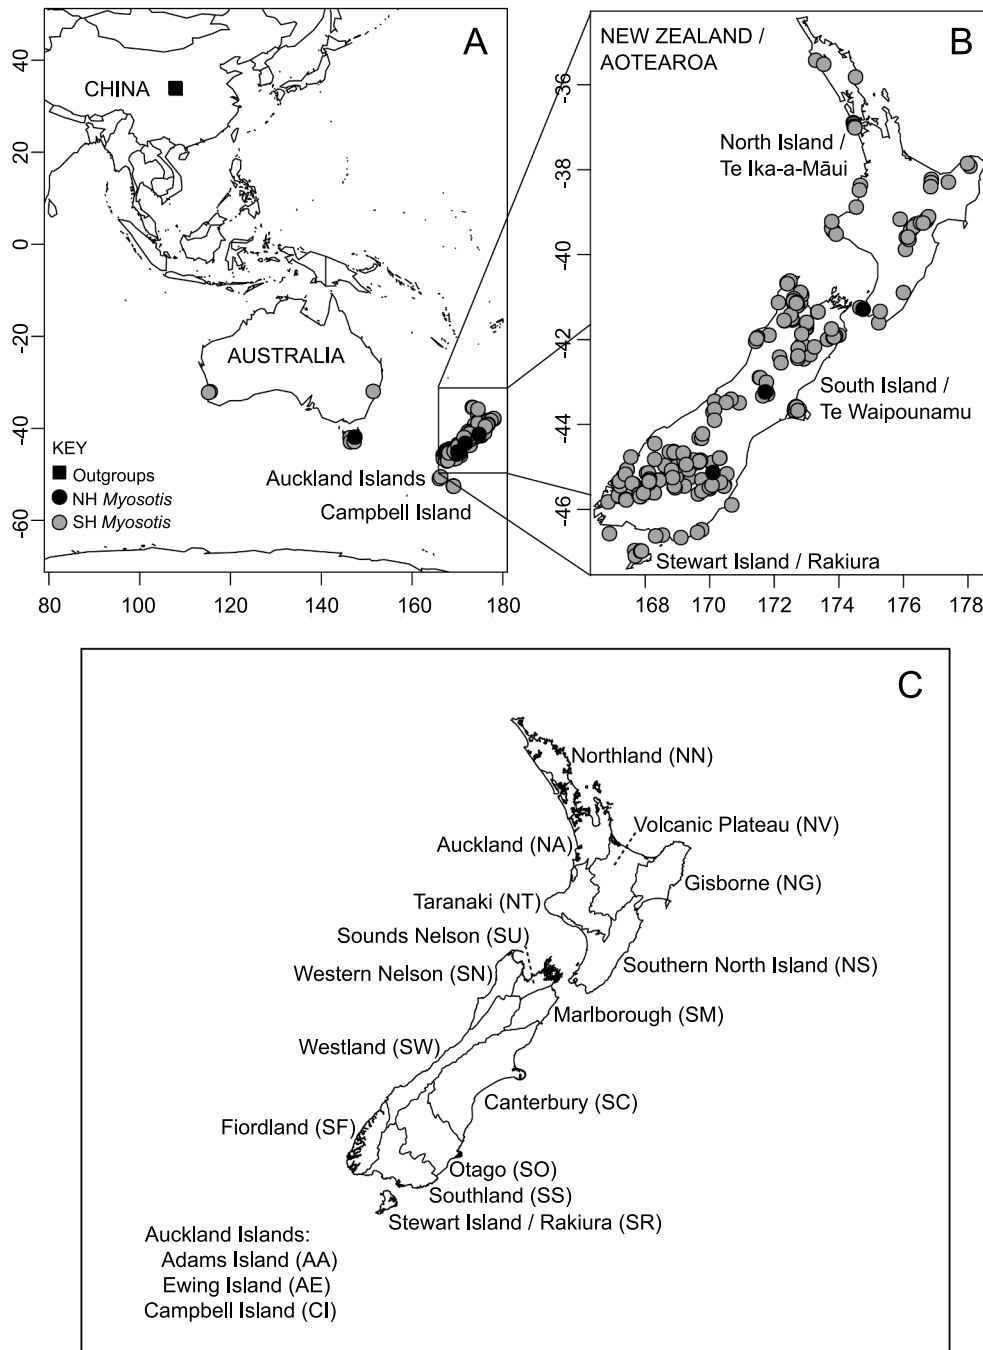 A
CHINA
AUSTRALIA
KEY
Outgroups
NH Myosotis
SH Myosotis
Auckland Islands
Campbell Island
40
20
0
-20
-40
-60
80
100
120
140
160
180
B
NEW ZEALAND /
AOTEAROA
North Island /
Te Ika-a-Māui
South Island /
Te Waipounamu
Stewart Island / Rakiura
-36
-38
-40
-42
-44
-46
168
170
172
174
176
178
C
Northland (NN)
Volcanic Plateau (NV)
Auckland (NA)
Gisborne (NG)
Taranaki (NT)
Sounds Nelson (SU)
Western Nelson (SN)
Southern North Island (NS)
Marlborough (SM)
Westland (SW)
Canterbury (SC)
Fiordland (SF)
Otago (SO)
Southland (SS)
Stewart Island / Rakiura (SR)
Auckland Islands:
Adams Island (AA)
Ewing Island (AE)
Campbell Island (CI)